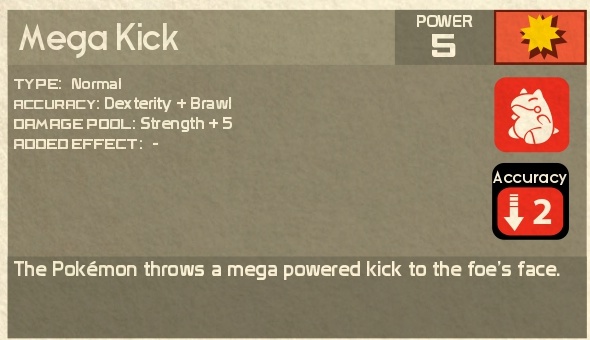 Mega Kick
POWER
5
TYPE: Normal
ACCURACY: Dexterity + Brawl
DAMAGE POOL: Strength + 5
ADDED EFFECT: -
Accuracy
2
The Pokémon throws a mega powered kick to the foe's face.